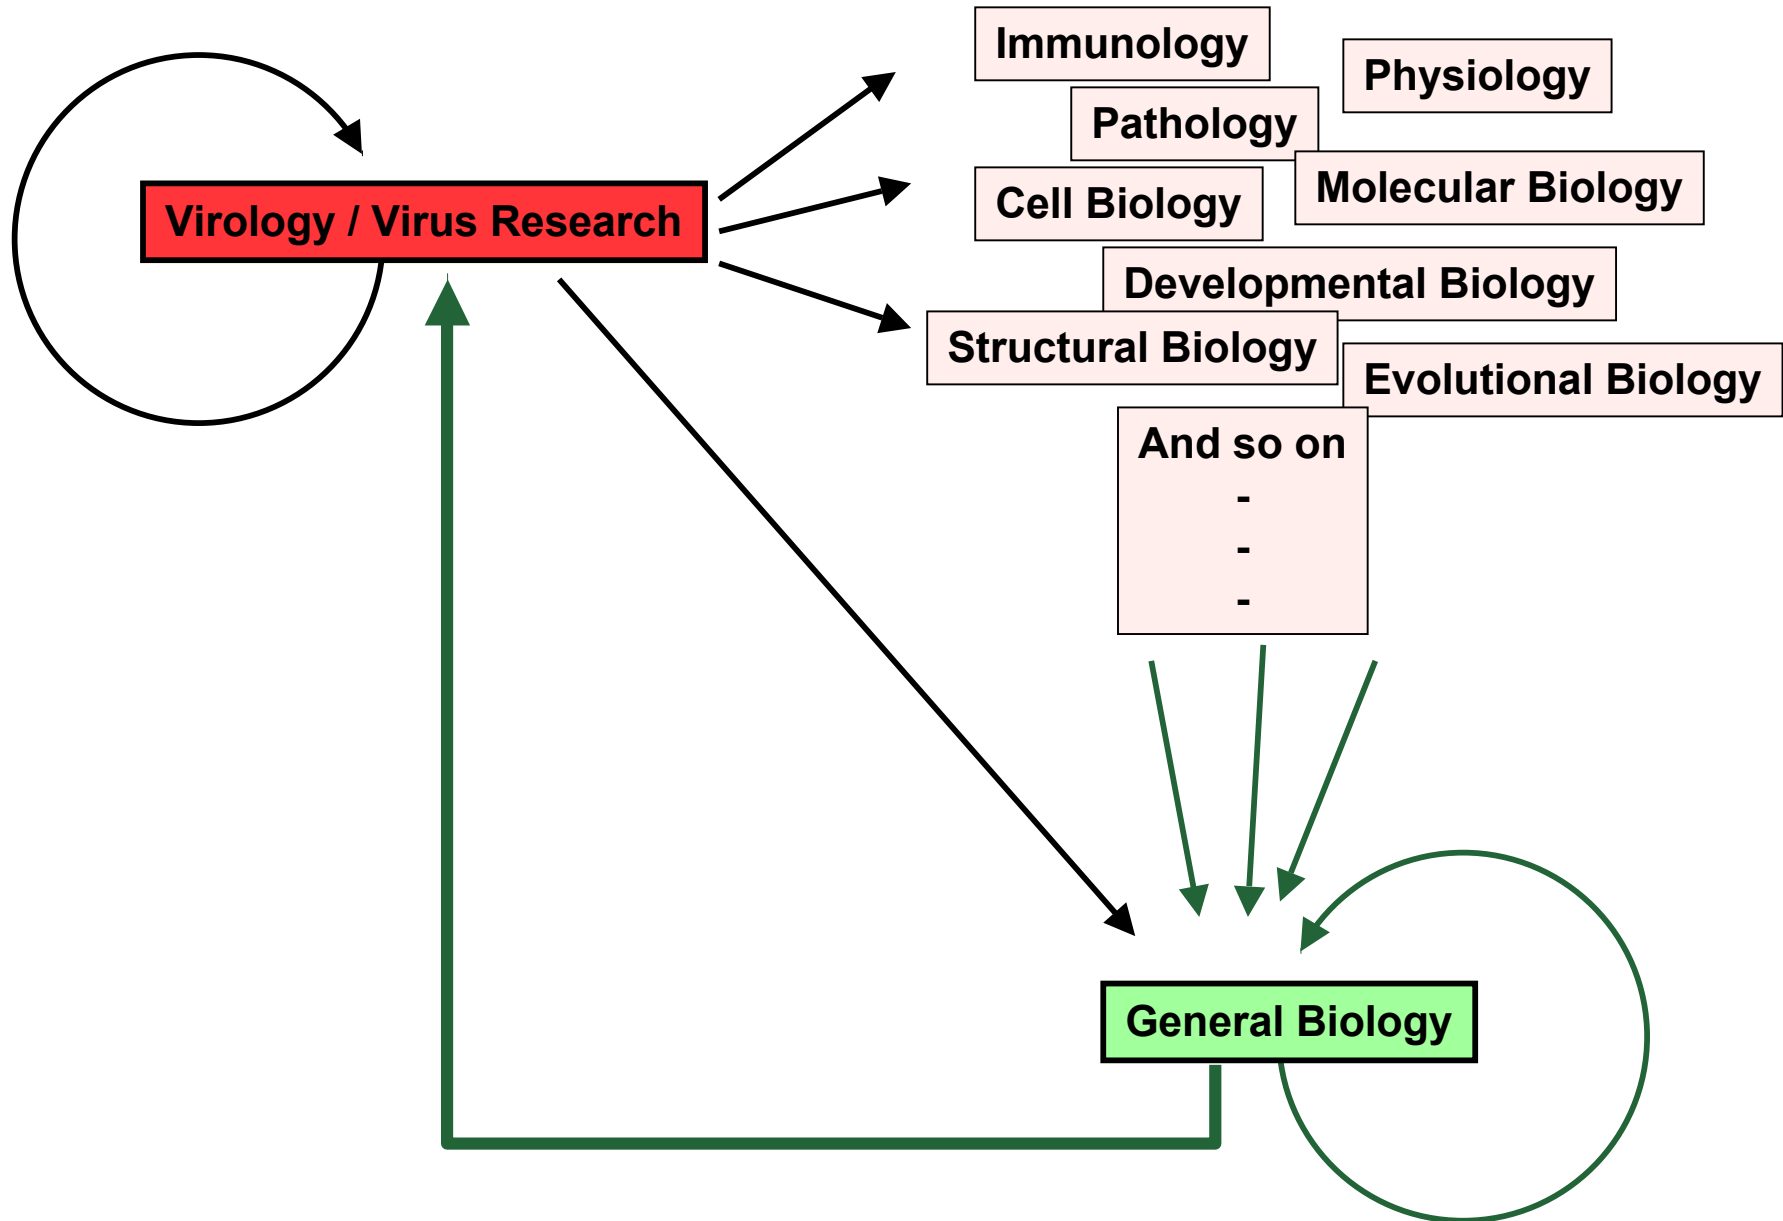 Immunology
Physiology
Pathology
Molecular Biology
Cell Biology
Virology / Virus Research
Developmental Biology
Structural Biology
Evolutional Biology
And so on
-
-
-
General Biology